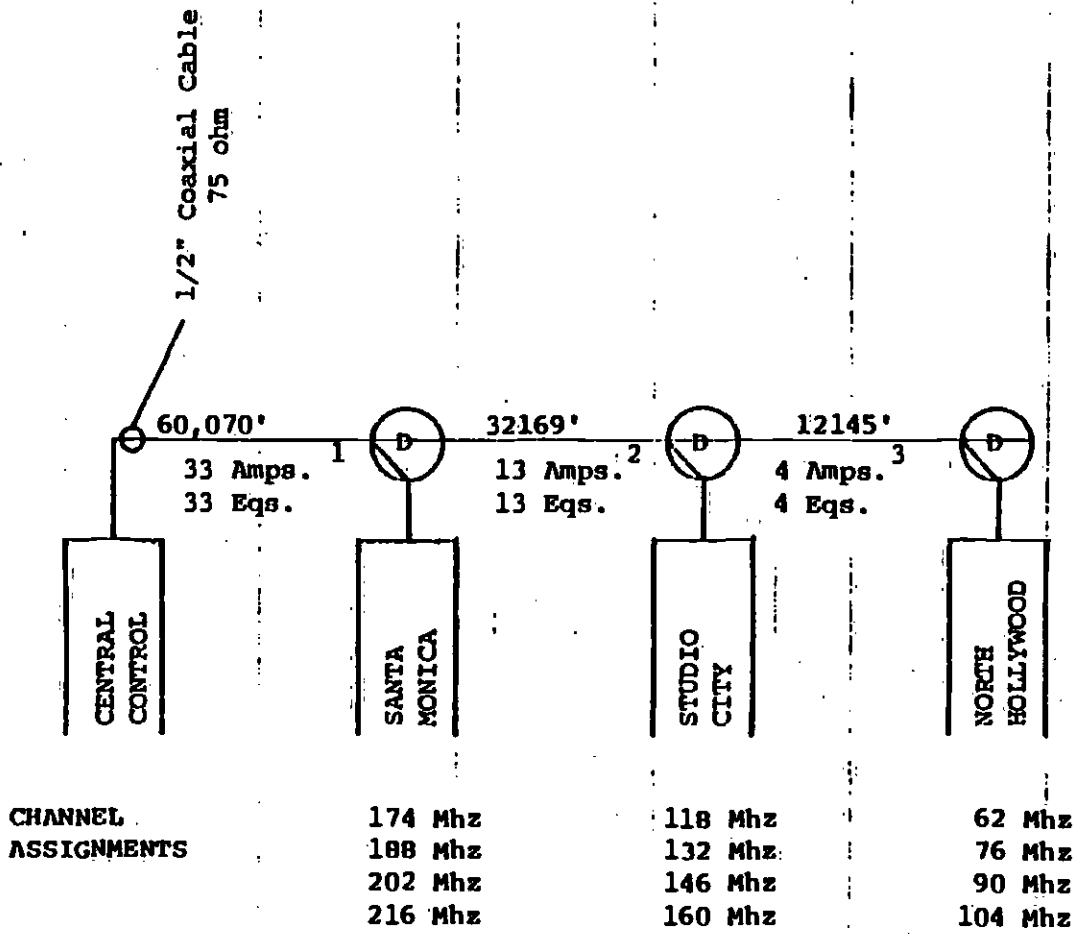 1/2" Coaxial Cable
75 ohm
60,070'
32169'
12145'
1
D
2
D
3
D
33 Amps.
13 Amps.
4 Amps.
33 Eqs.
13 Eqs.
4 Eqs.
CENTRAL
CONTROL
SANTA
MONICA
STUDIO
CITY
NORTH
HOLLYWOOD
CHANNEL
ASSIGNMENTS
174 Mhz
188 Mhz
202 Mhz
216 Mhz
118 Mhz
132 Mhz
146 Mhz
160 Mhz
62 Mhz
76 Mhz
90 Mhz
104 Mhz